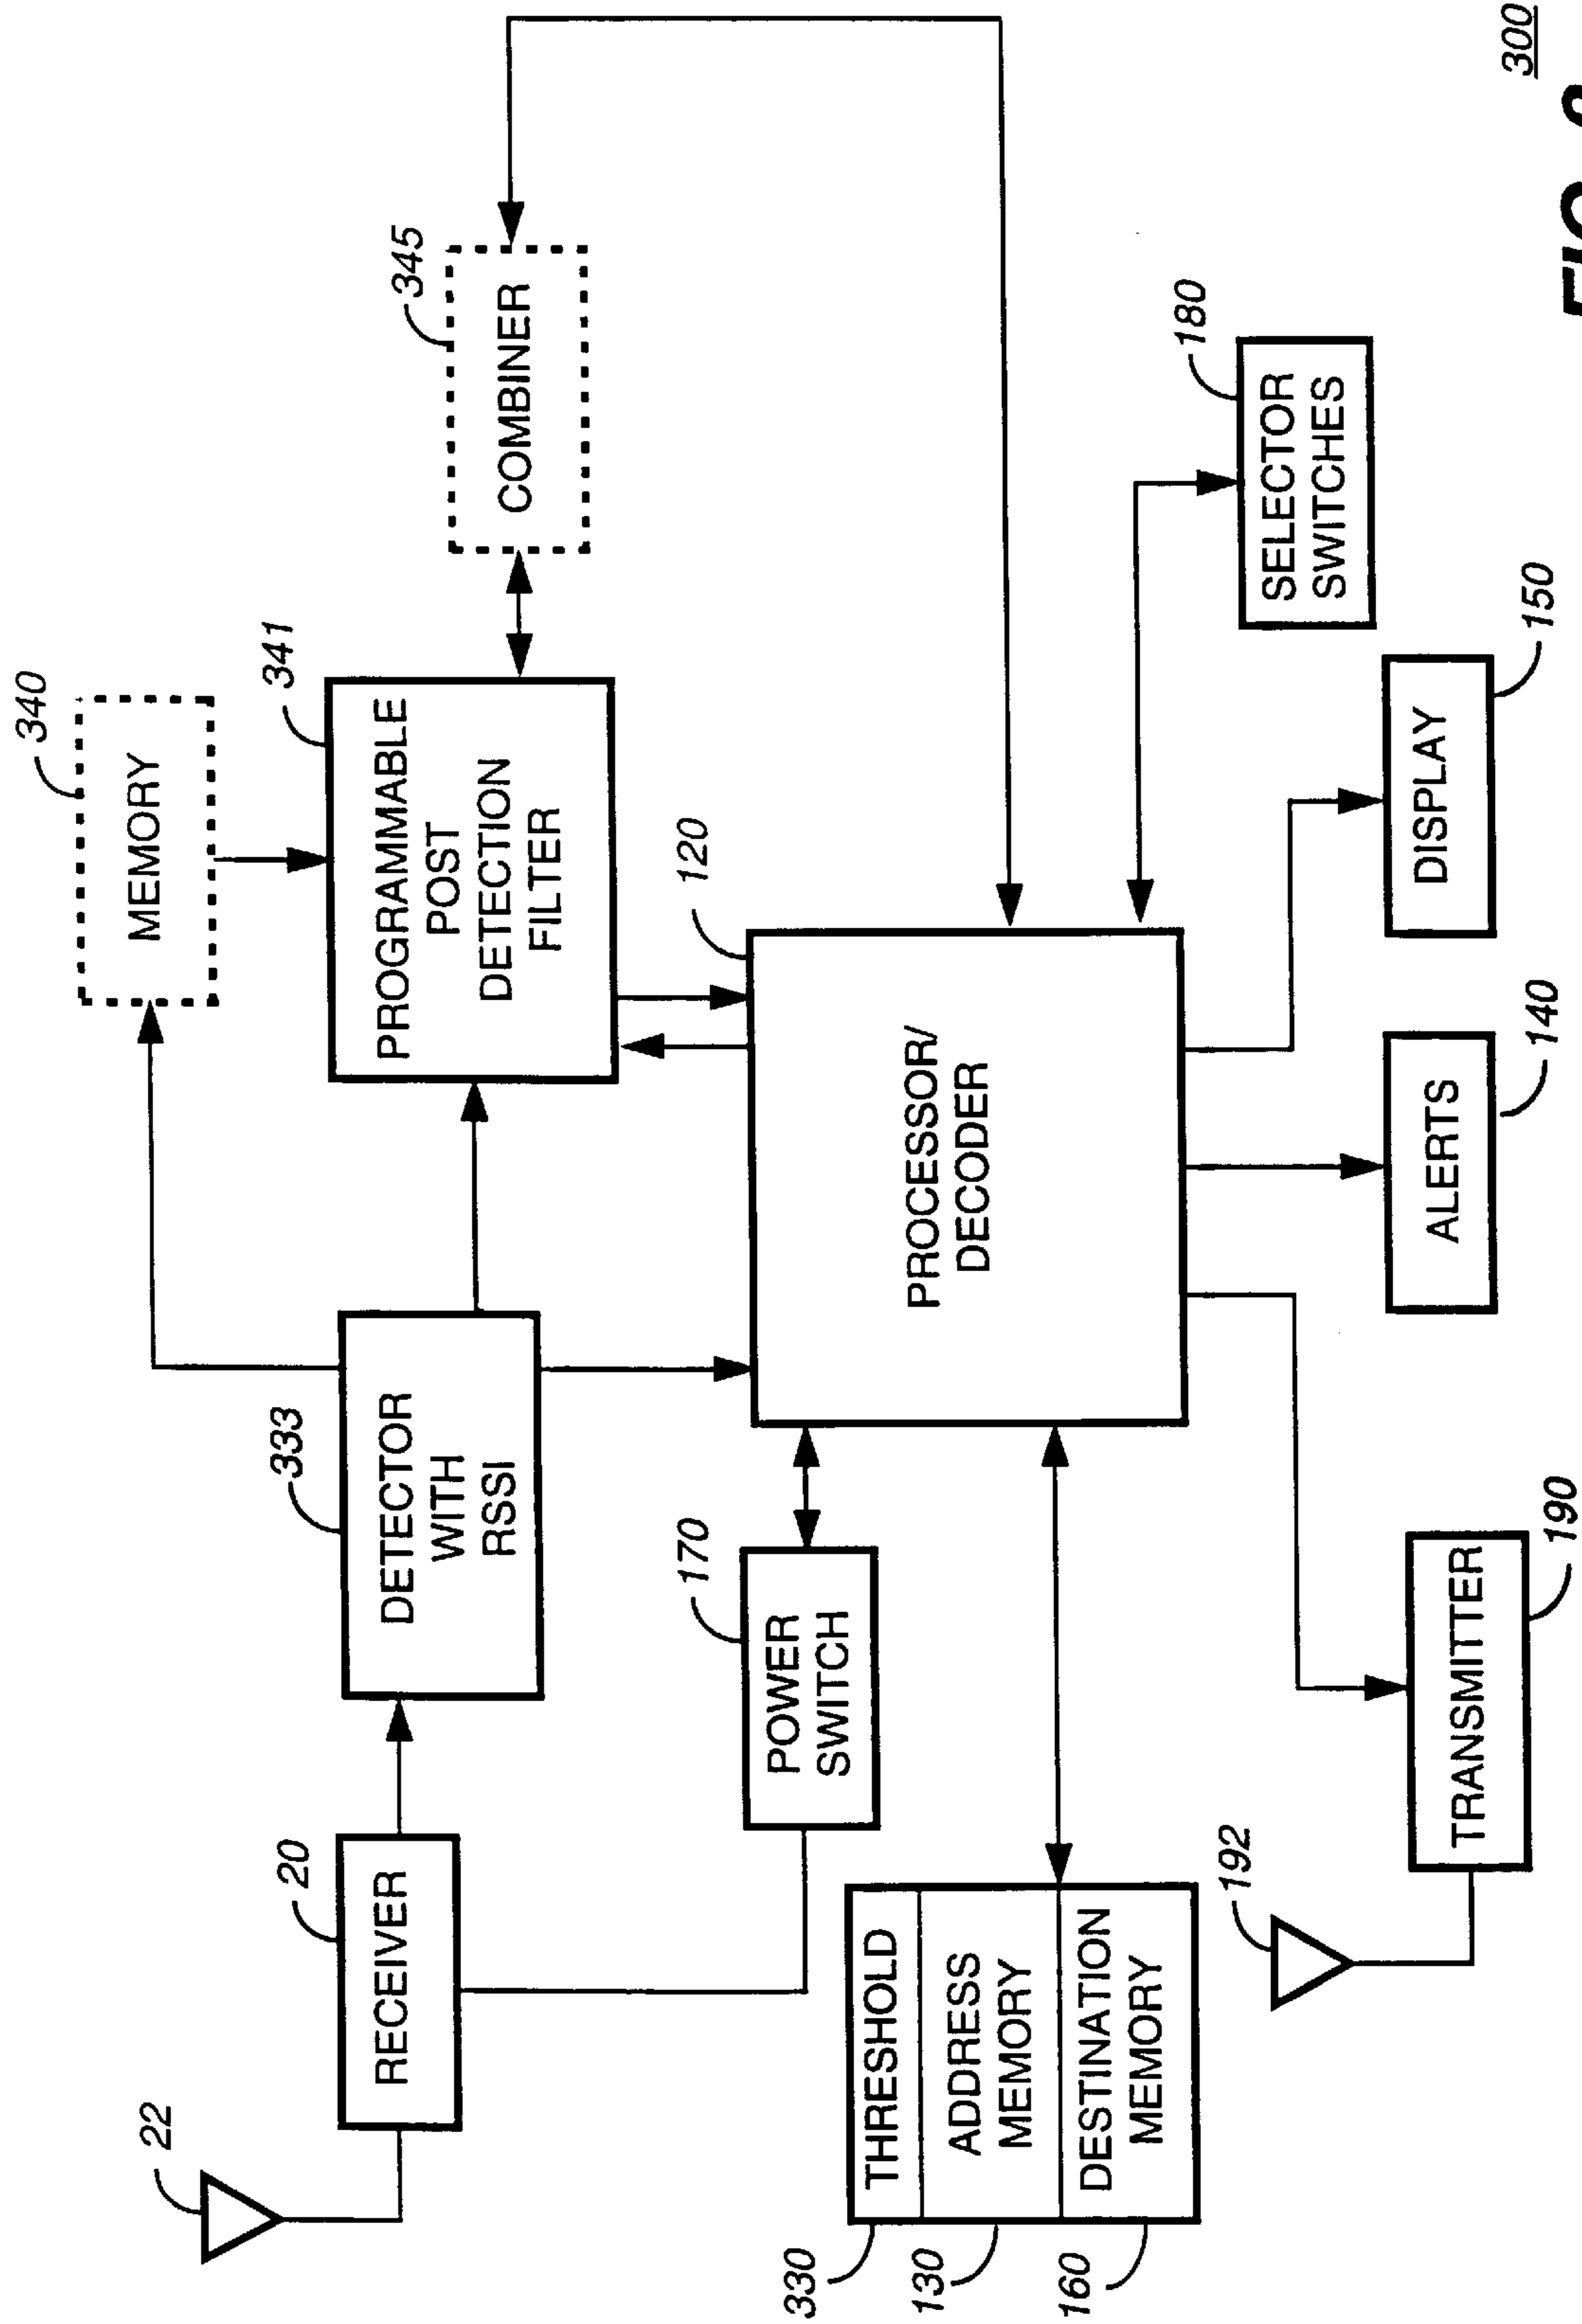 340
MEMORY
345
COMBINER
341
PROGRAMMABLE
POST
DETECTION
FILTER
333
DETECTOR
WITH
RSSI
20
RECEIVER
22
120
PROCESSOR/
DECODER
170
POWER
SWITCH
THRESHOLD
ADDRESS
MEMORY
DESTINATION
MEMORY
330
130
160
180
SELECTOR
SWITCHES
DISPLAY
150
ALERTS
140
192
TRANSMITTER
190
300
FIG.